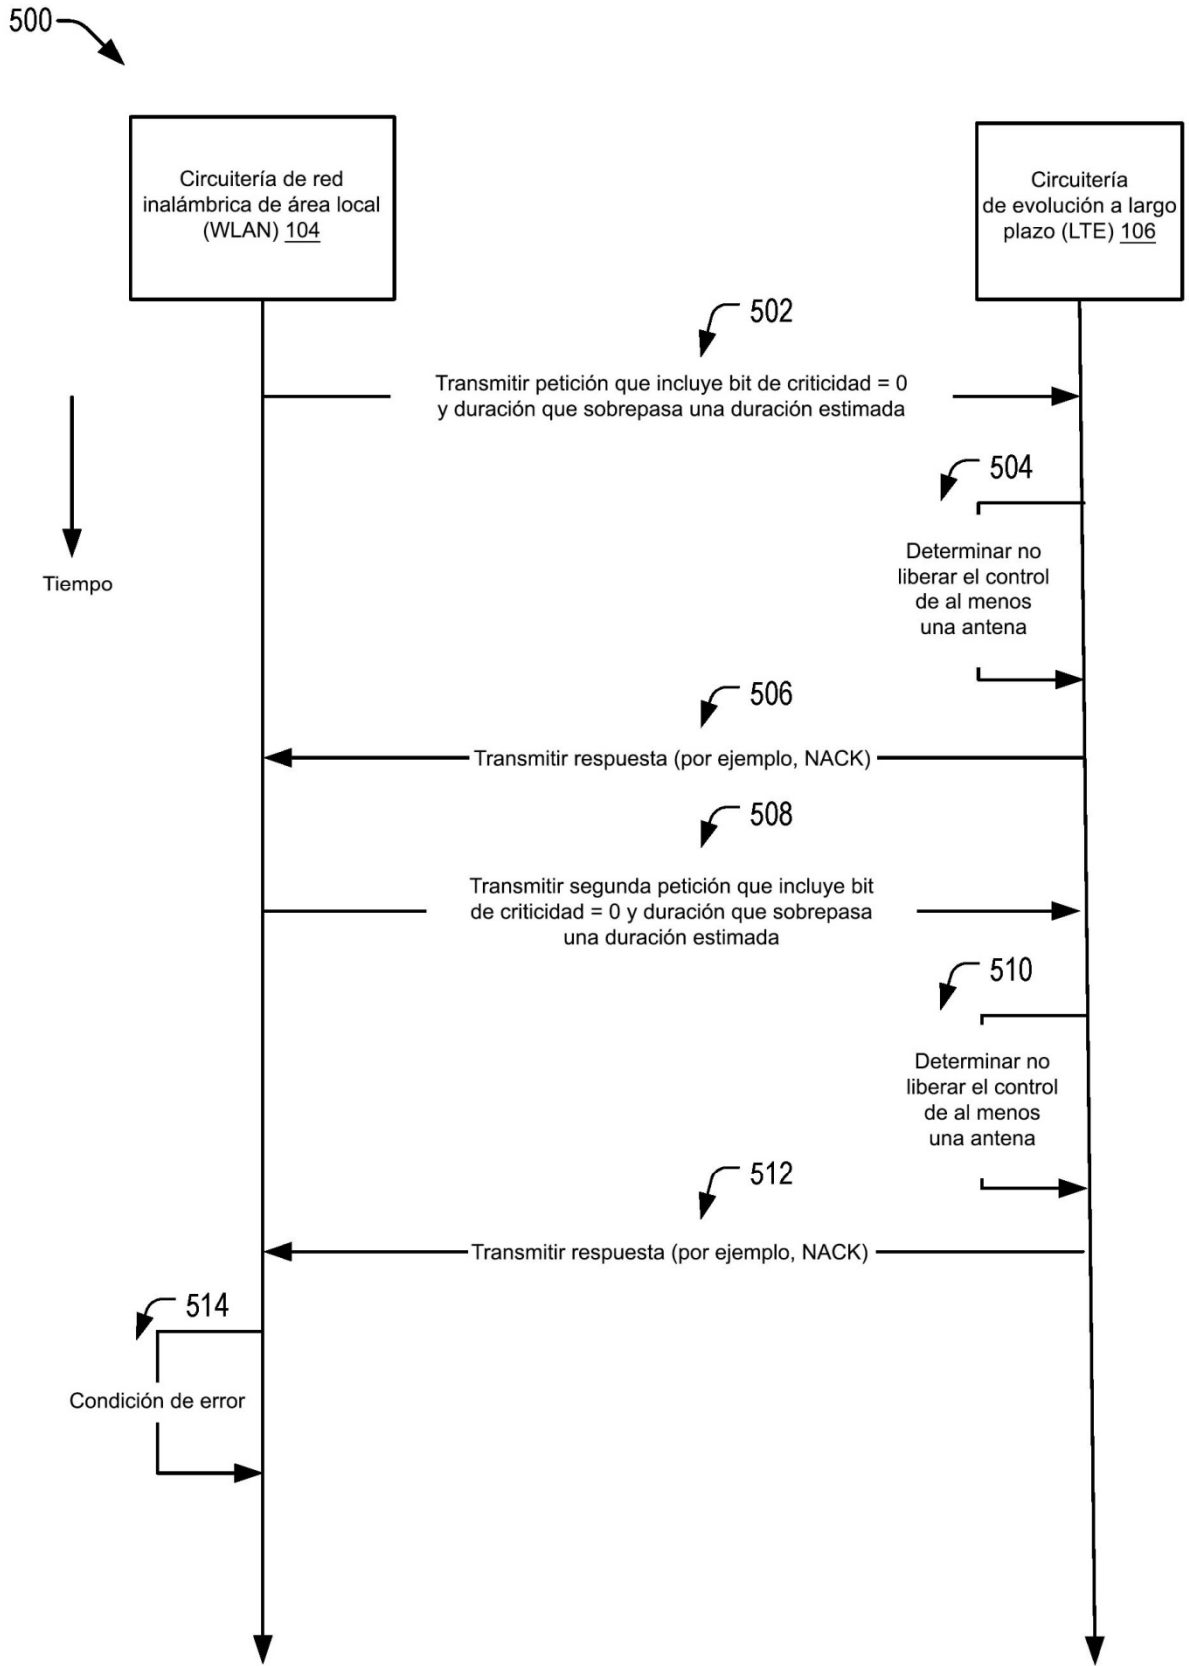 500
Circuitería de red
inalámbrica de área local
(WLAN) 104
Circuitería
de evolución a largo
plazo (LTE) 106
502
Transmitir petición que incluye bit de criticidad = 0
y duración que sobrepasa una duración estimada
504
Tiempo
Determinar no
liberar el control
de al menos
una antena
506
Transmitir respuesta (por ejemplo, NACK)
508
Transmitir segunda petición que incluye bit
de criticidad = 0 y duración que sobrepasa
una duración estimada
510
Determinar no
liberar el control
de al menos
una antena
512
Transmitir respuesta (por ejemplo, NACK)
514
Condición de error